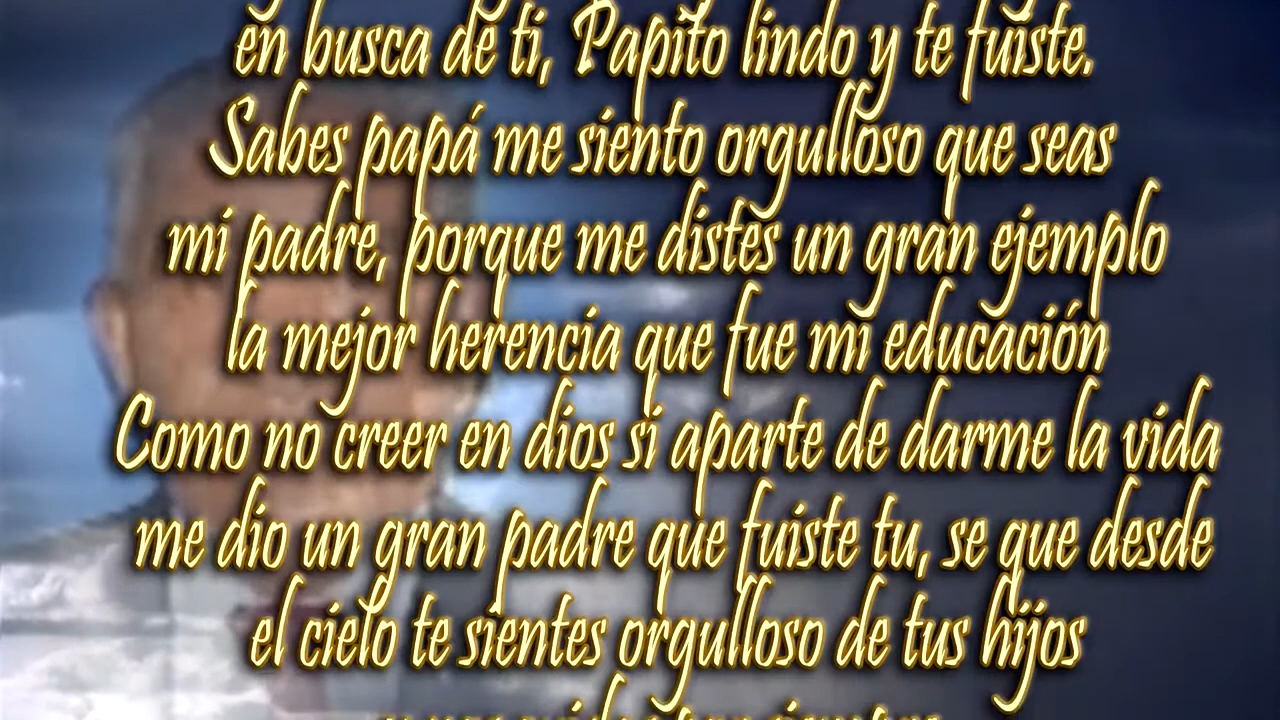 en busca de ti, Papito lindo y te fuiste.
Sabes papá me siento orgulloso que seas
mi padre, porque me distes un gran ejemplo
la mejor herencia que fue mi educación
Como no creer en dios si aparte de darme la vida
me dio un gran padre que fuiste tu, se que desde
el cielo te sientes orgulloso de tus hijos